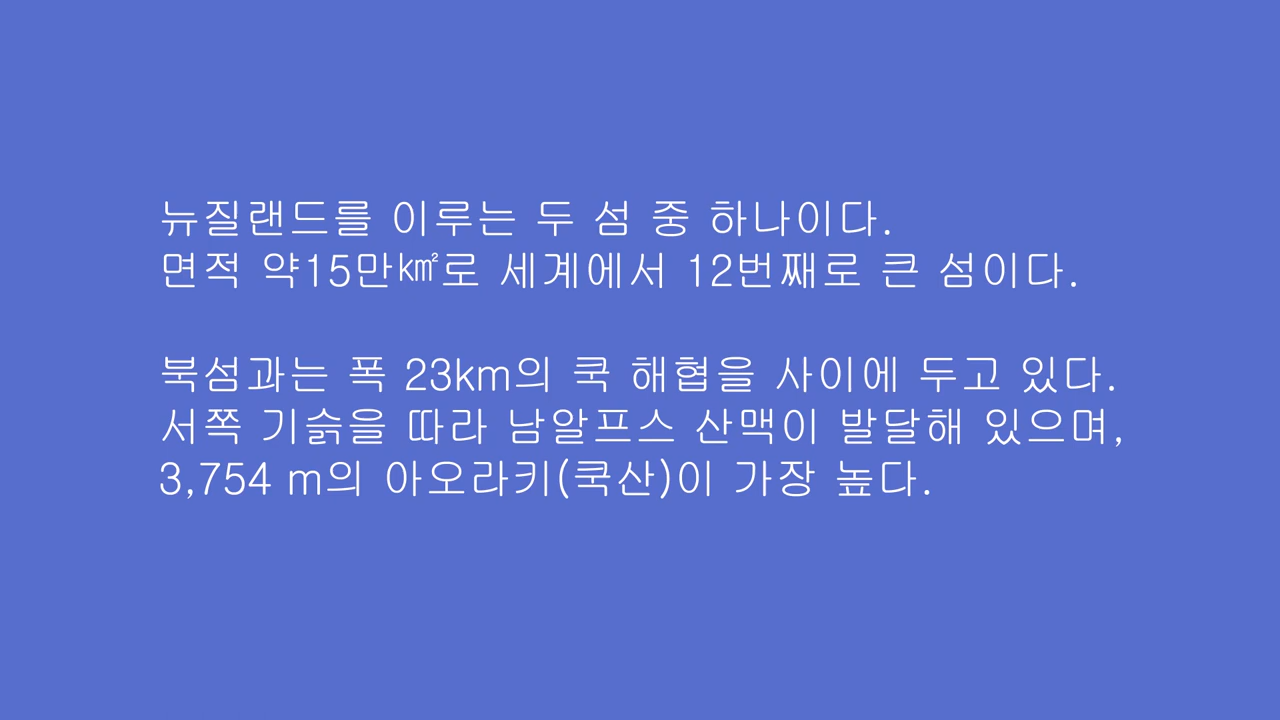 뉴질랜드를 이루는 두 섬 중 하나이다.
면적 약15만㎢로 세계에서 12번째로 큰 섬이다.
북섬과는 폭 23km의 쿡 해협을 사이에 두고 있다.
서쪽 기슭을 따라 남알프스 산맥이 발달해 있으며,
3,754 m의 아오라키(쿡산)이 가장 높다.